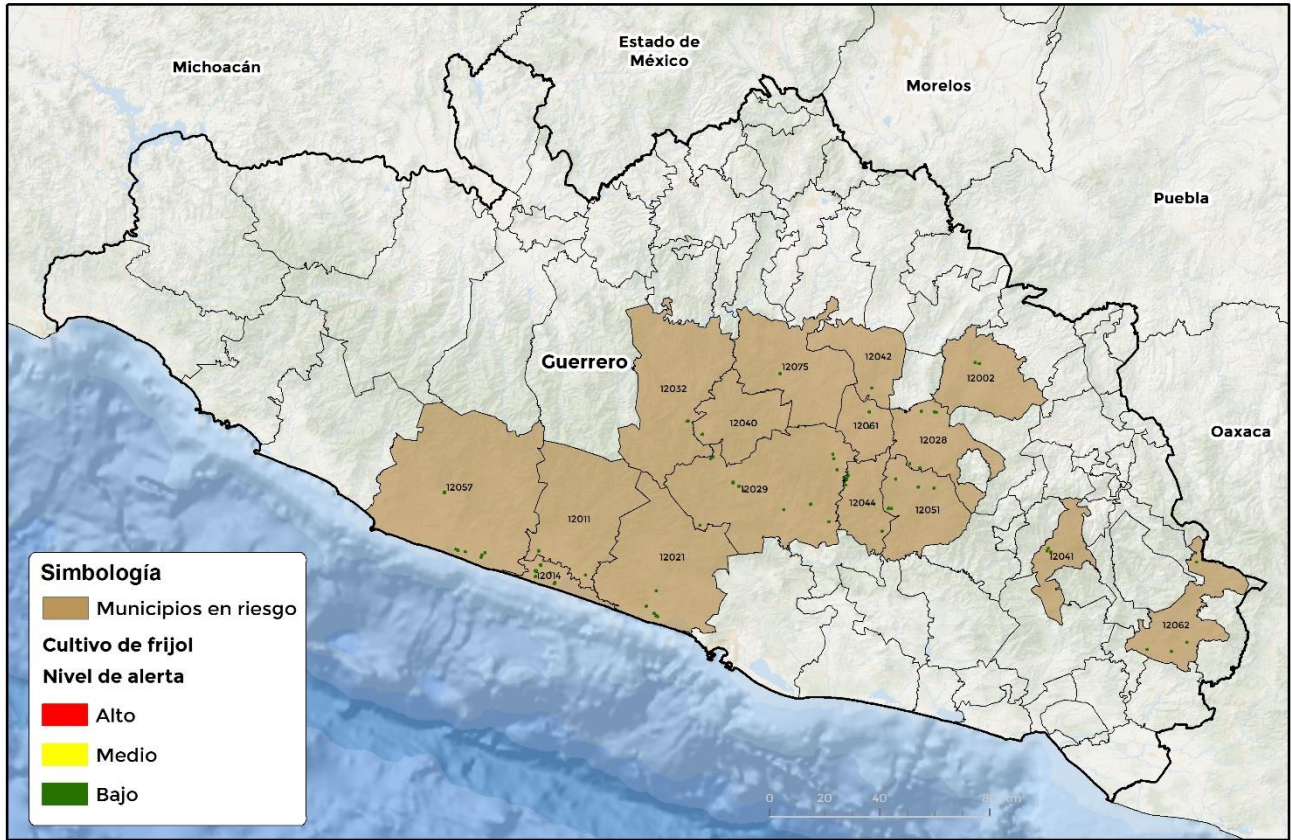 Estado de
México
Michoacán
Morelos
Puebla
Guerrero
Oaxaca
12042
12075
12002
12032
12040
12061
12028
12057
12029
12044
12051
12011
12041
12021
12014
12062
Simbología
Municipios en riesgo
Cultivo de frijol
Nivel de alerta
Alto
Medio
Bajo
0 20 40